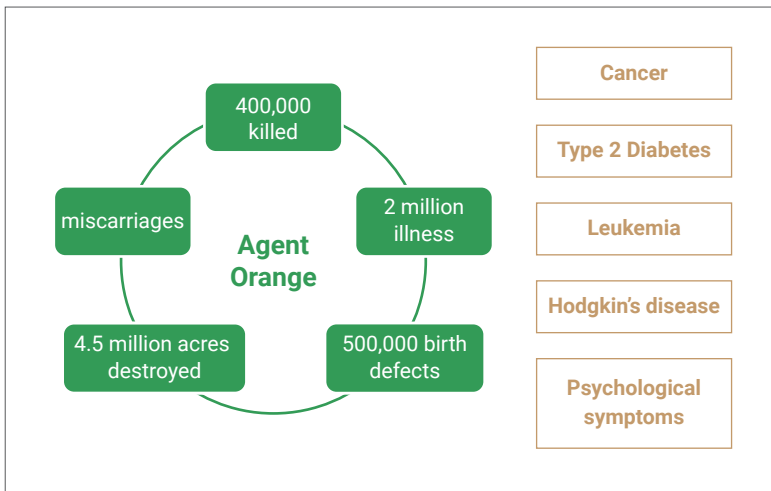 400,000
killed
2 million
illness
500,000 birth
defects
4.5 million acres
destroyed
miscarriages
Agent
Orange
Cancer
Type 2 Diabetes
Leukemia
Hodgkin’s disease
Psychological
symptoms